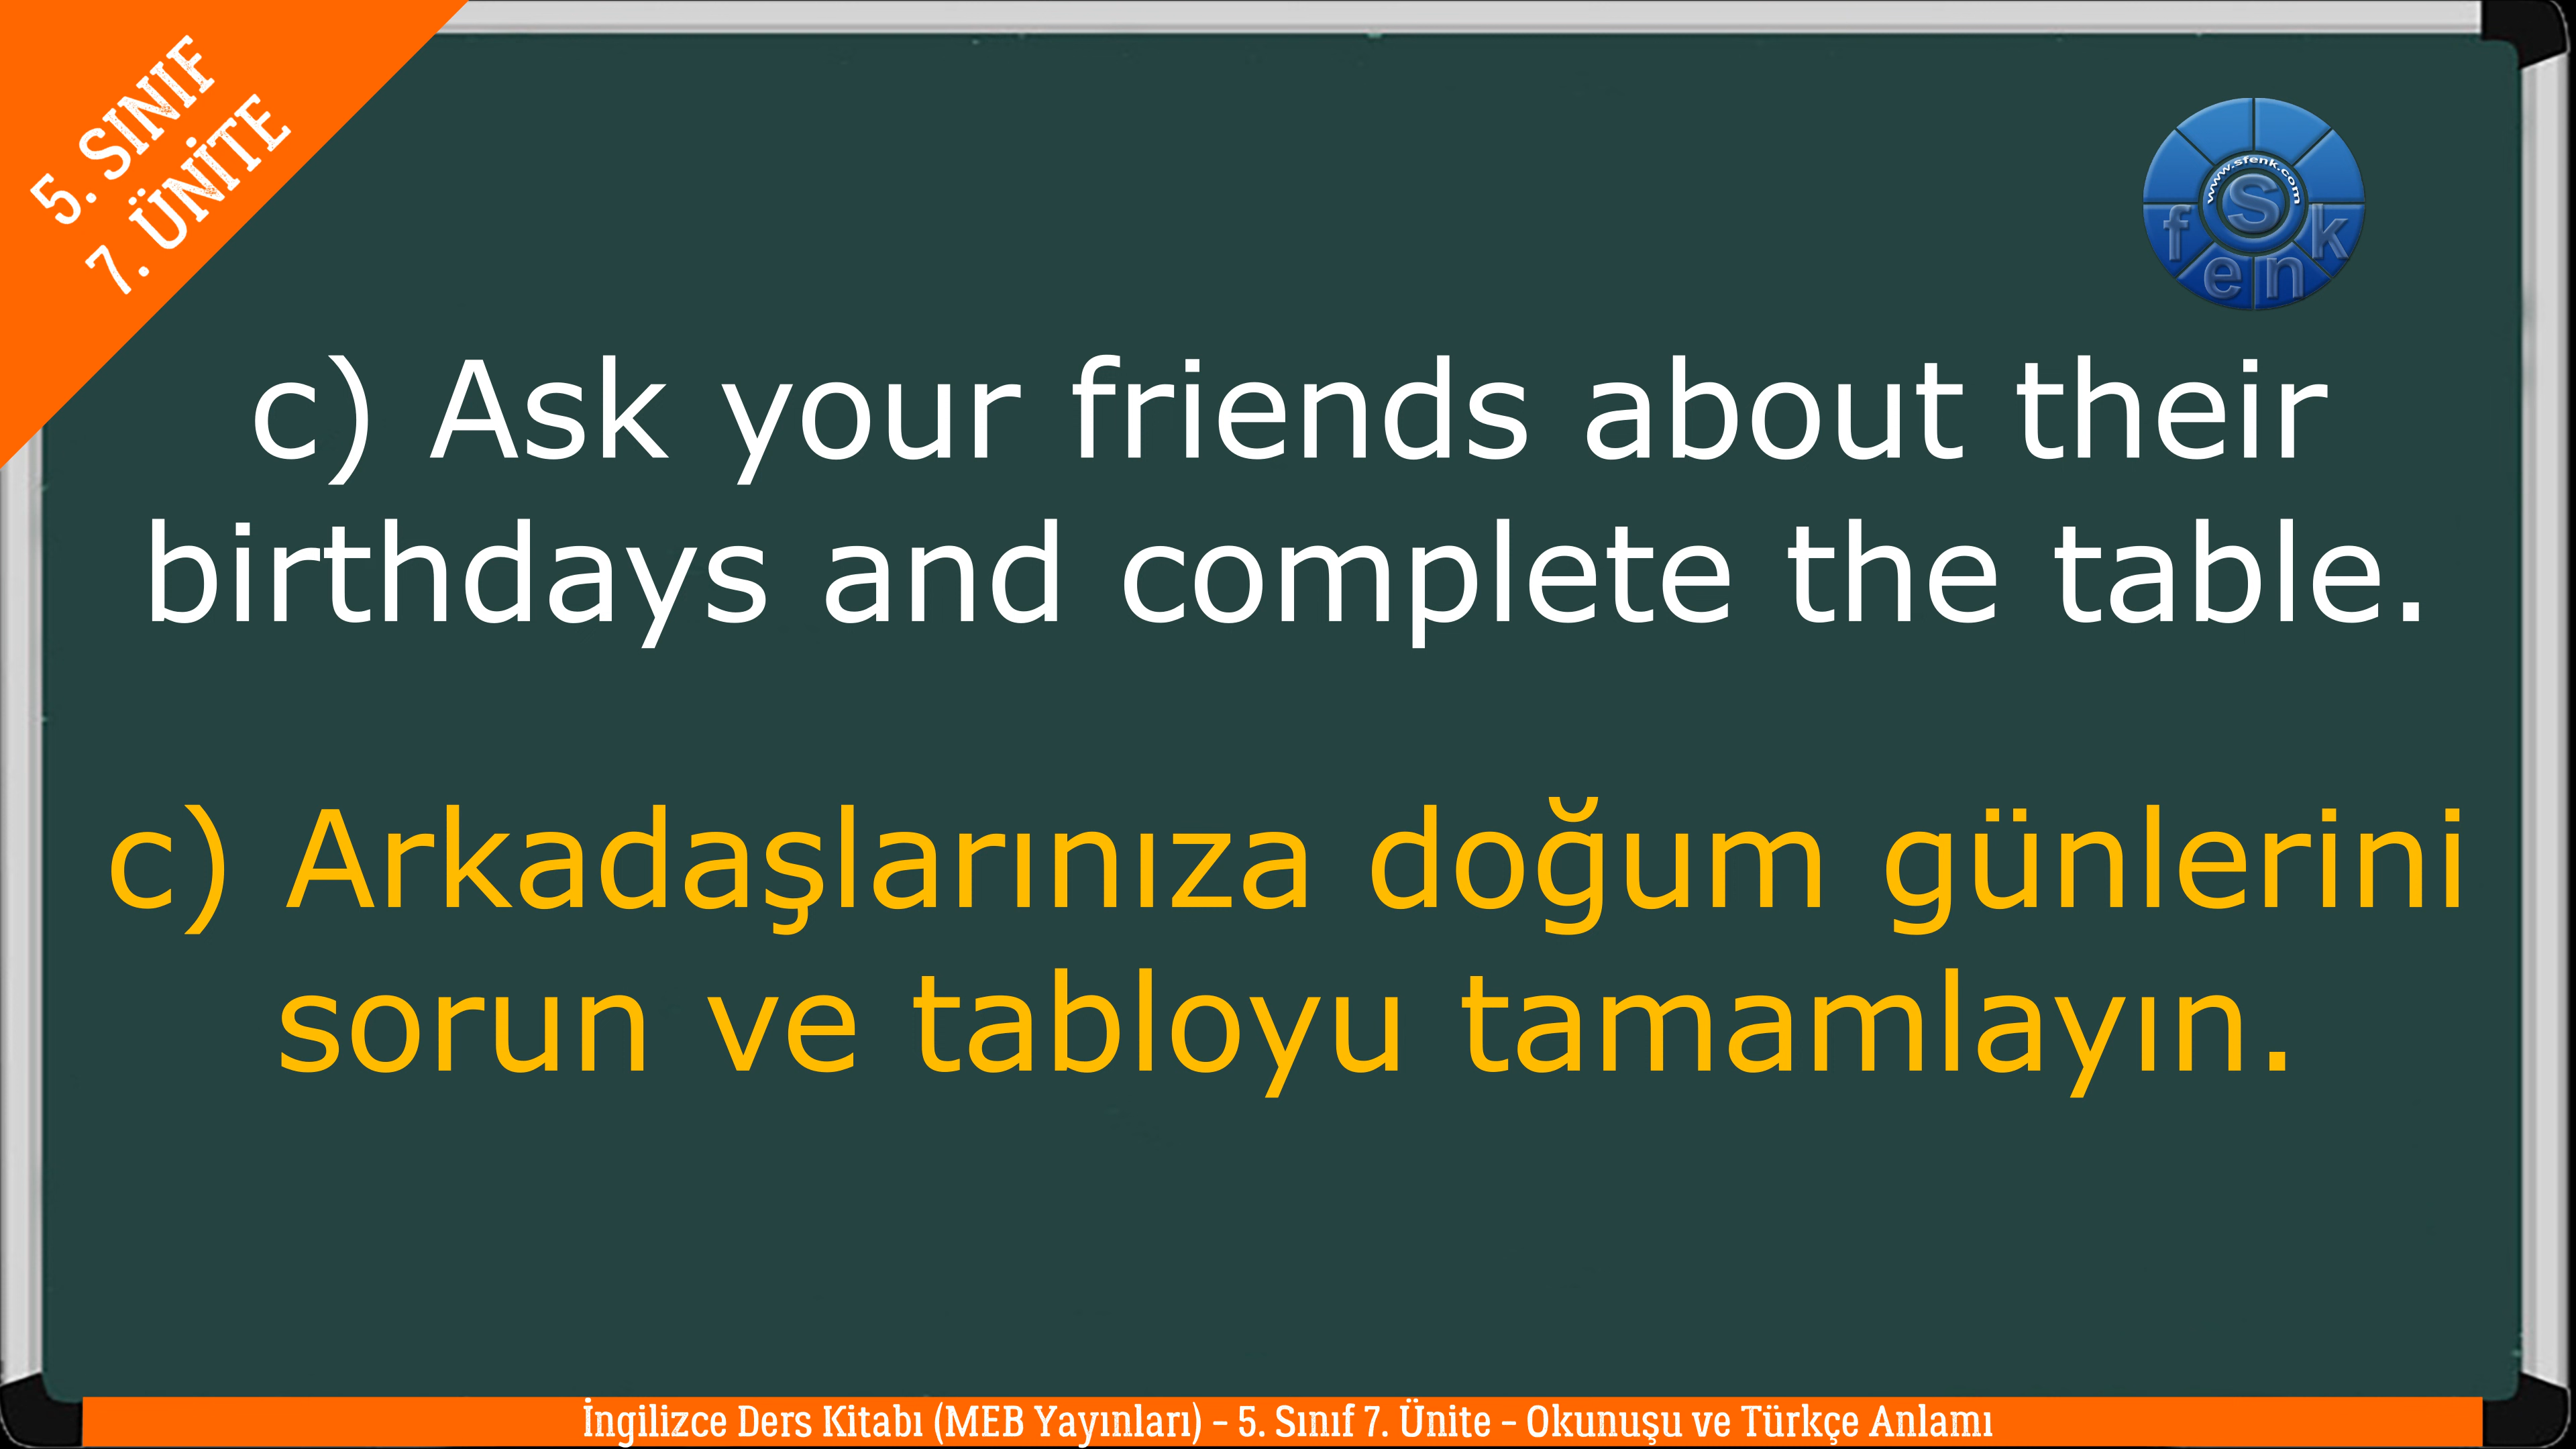 5. SINIF
7. ÜNİTE
www.sfenk.com
S
f e n k
c) Ask your friends about their
birthdays and complete the table.
c) Arkadaşlarınıza doğum günlerini
sorun ve tabloyu tamamlayın.
İngilizce Ders Kitabı (MEB Yayınları) – 5. Sınıf 7. Ünite – Okunuşu ve Türkçe Anlamı